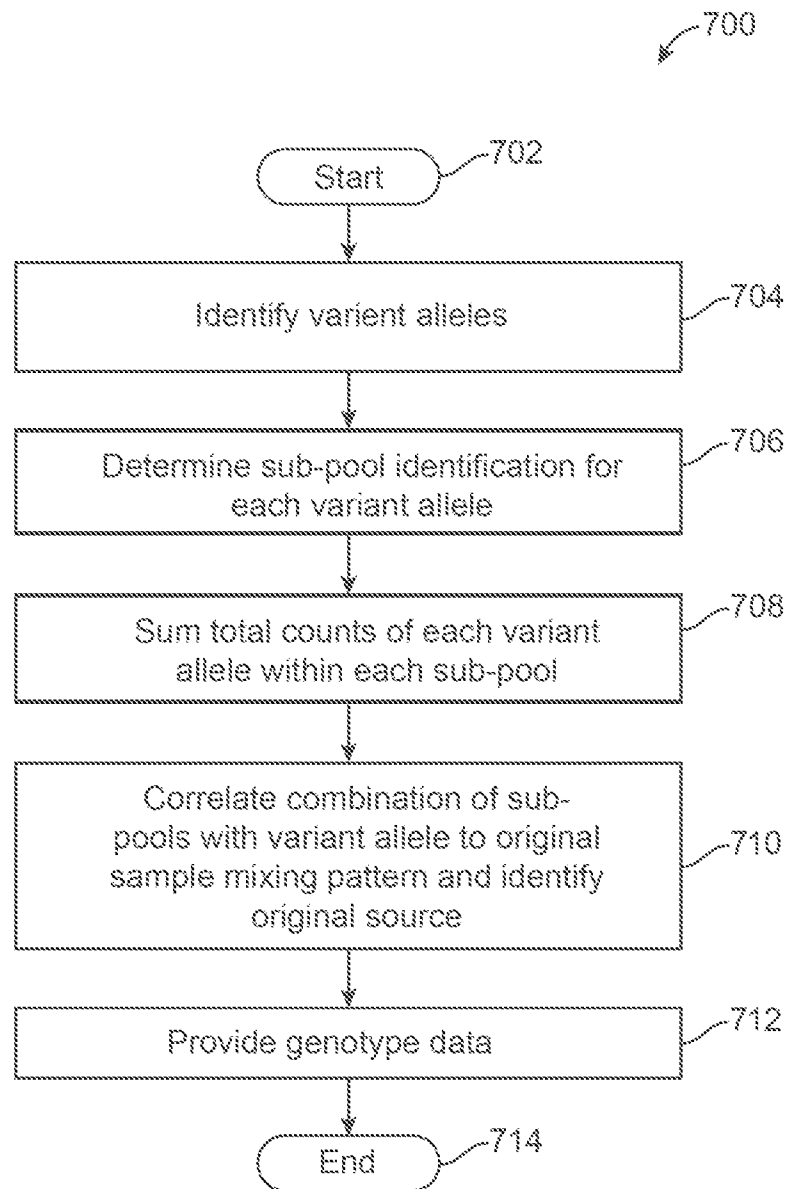 700
Start
702
Identify varient alleles
704
Determine sub-pool identification for
each variant allele
706
Sum total counts of each variant
allele within each sub-pool
708
Correlate combination of sub-
pools with variant allele to original
sample mixing pattern and identify
original source
710
Provide genotype data
712
End
714